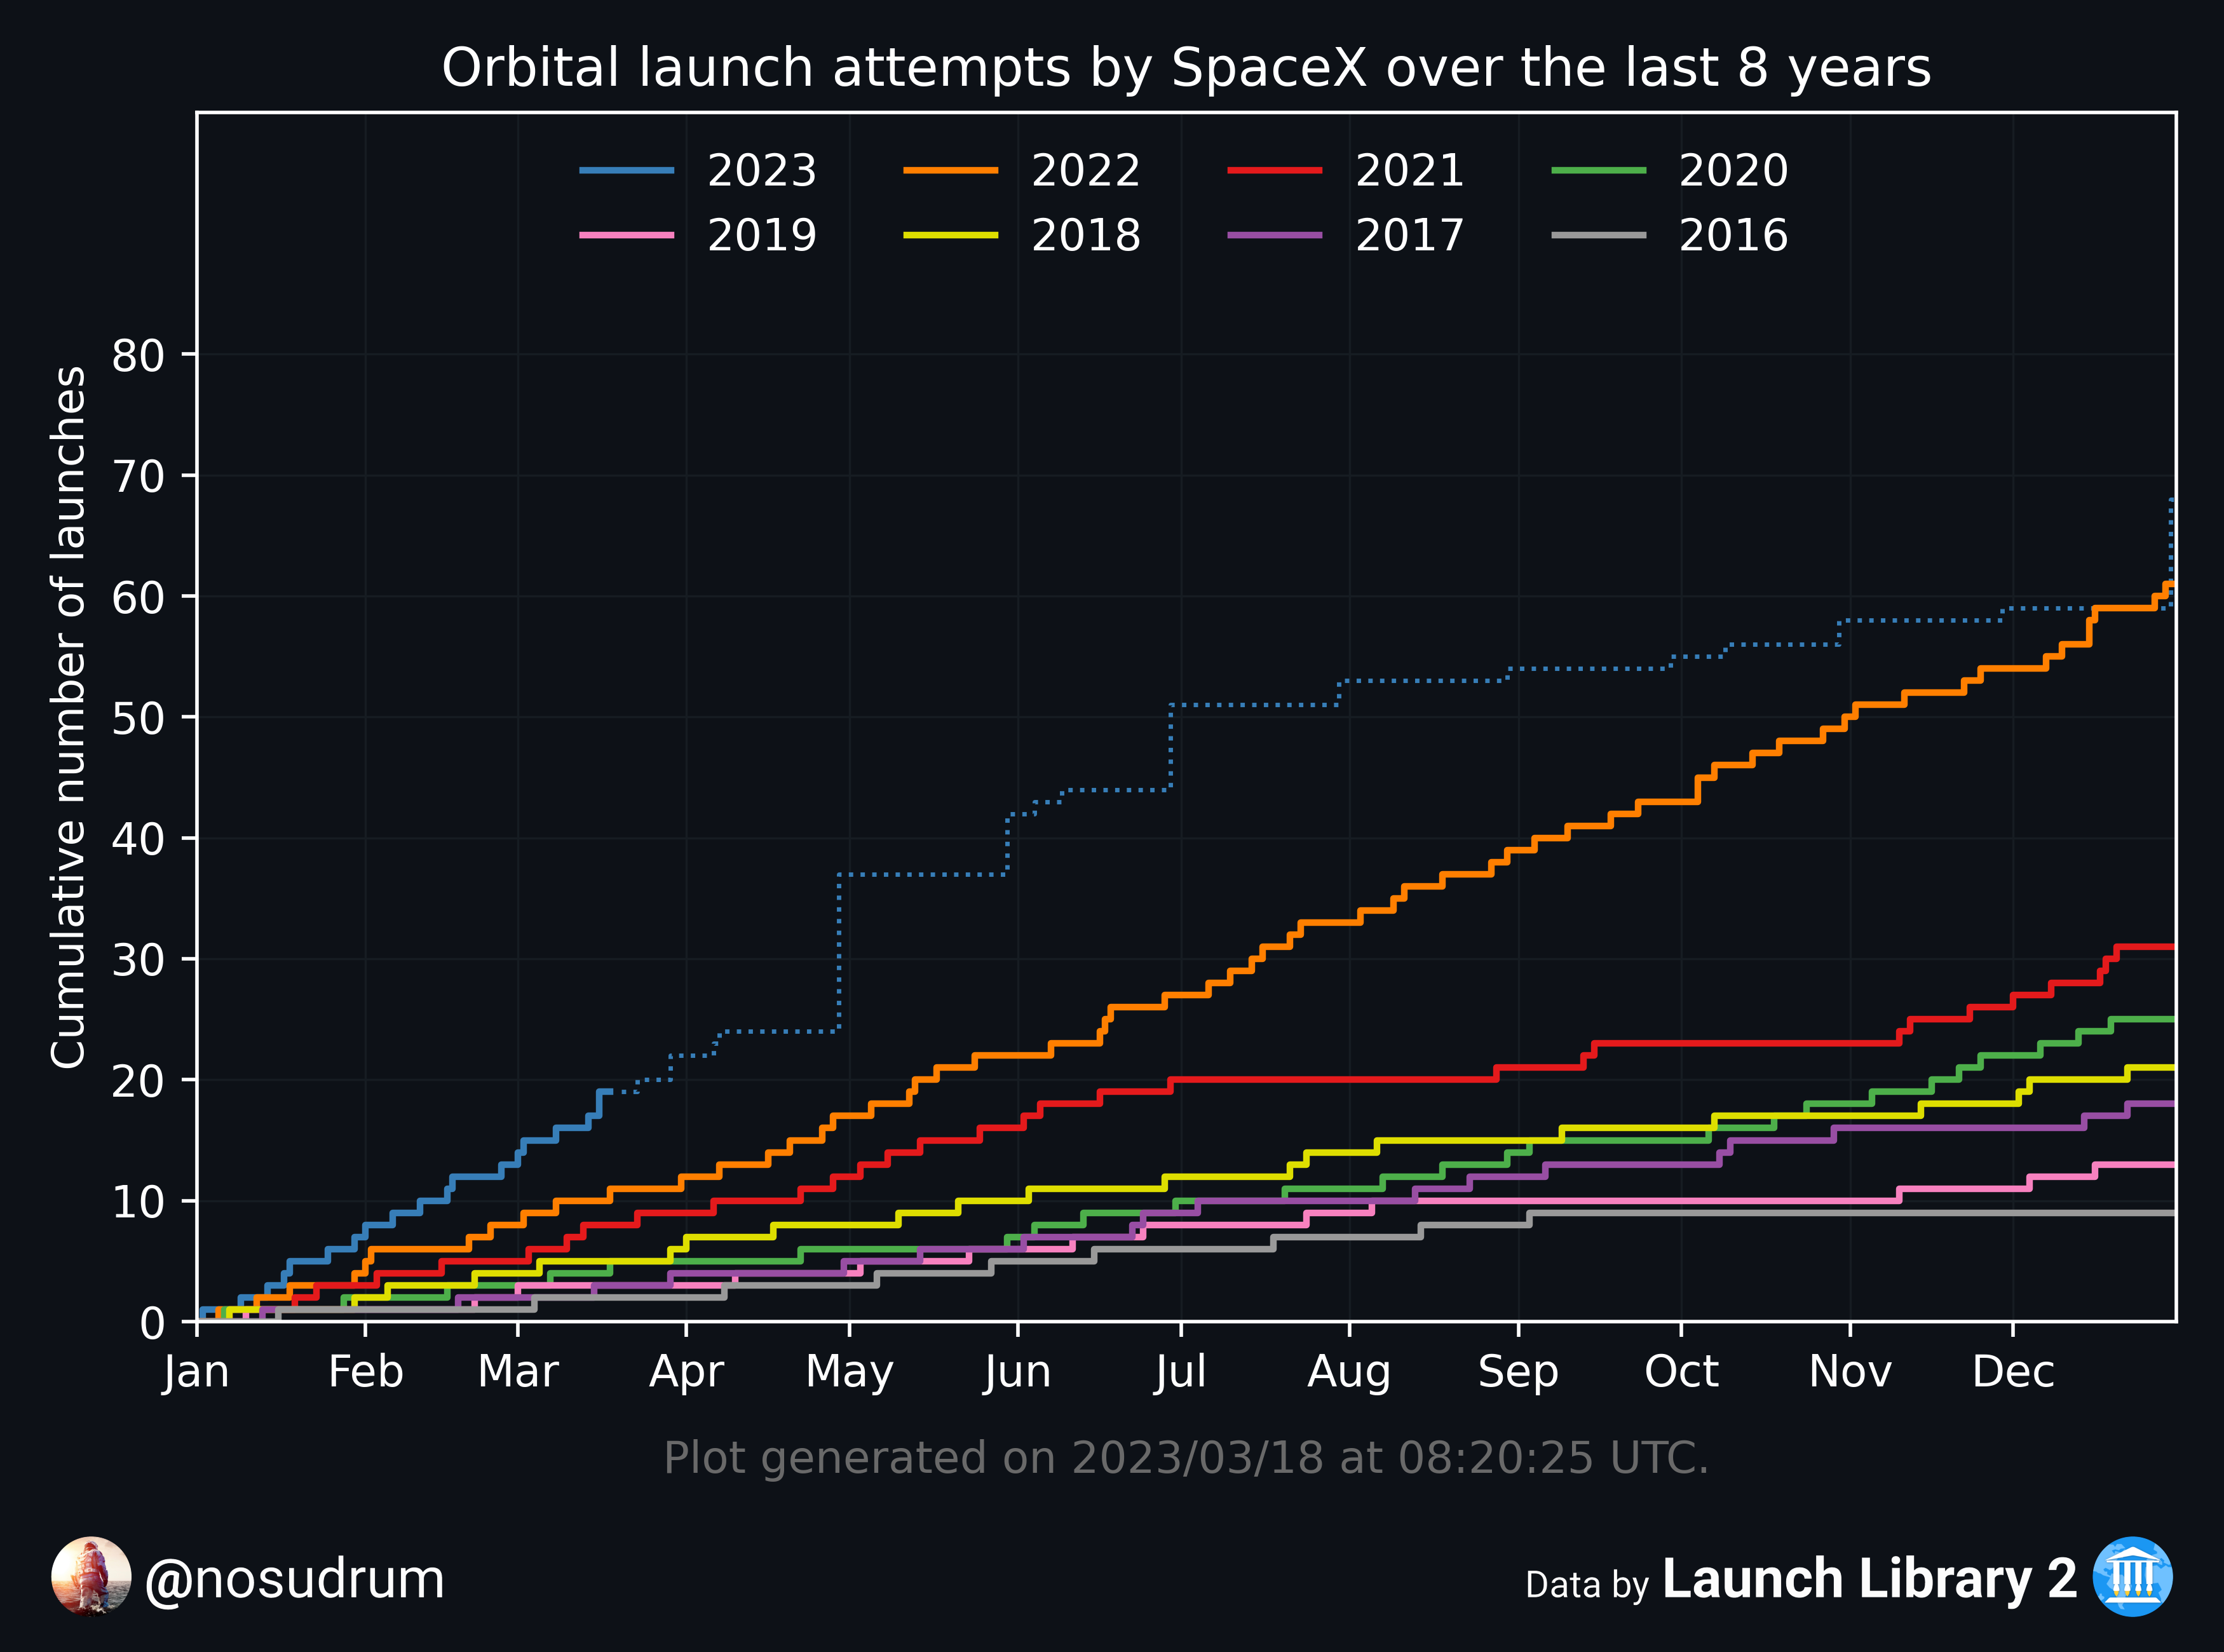 Orbital launch attempts by SpaceX over the last 8 years
2023 2022 2021 2020
2019 2018 2017 2016
Cumulative number of launches
80
70
60
50
40
30
20
10
0
Jan Feb Mar Apr May Jun Jul Aug Sep Oct Nov Dec
Plot generated on 2023/03/18 at 08:20:25 UTC.
@nosudrum
Data by Launch Library 2